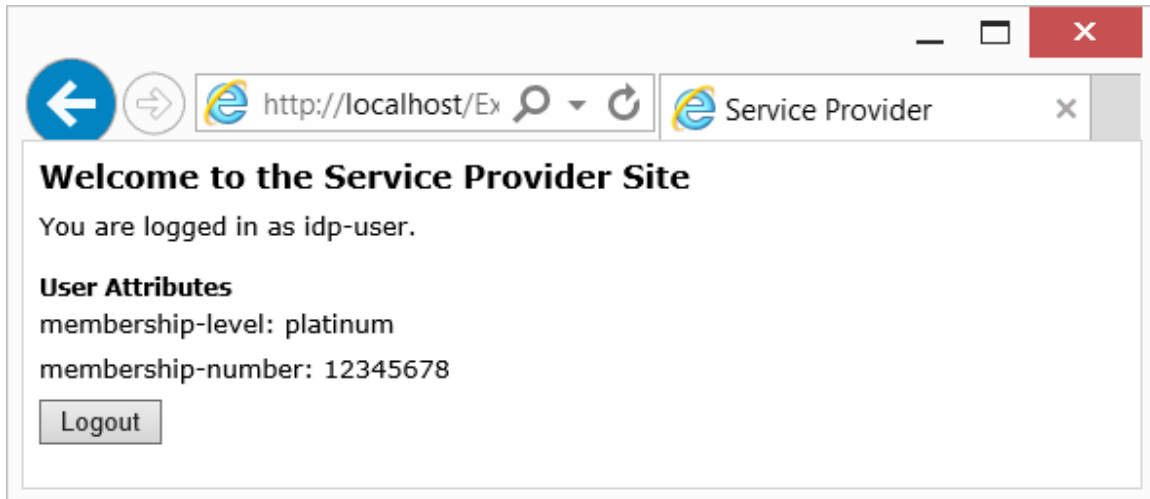 http://localhost/Ex
Service Provider
Welcome to the Service Provider Site
You are logged in as idp-user.
User Attributes
membership-level: platinum
membership-number: 12345678
Logout